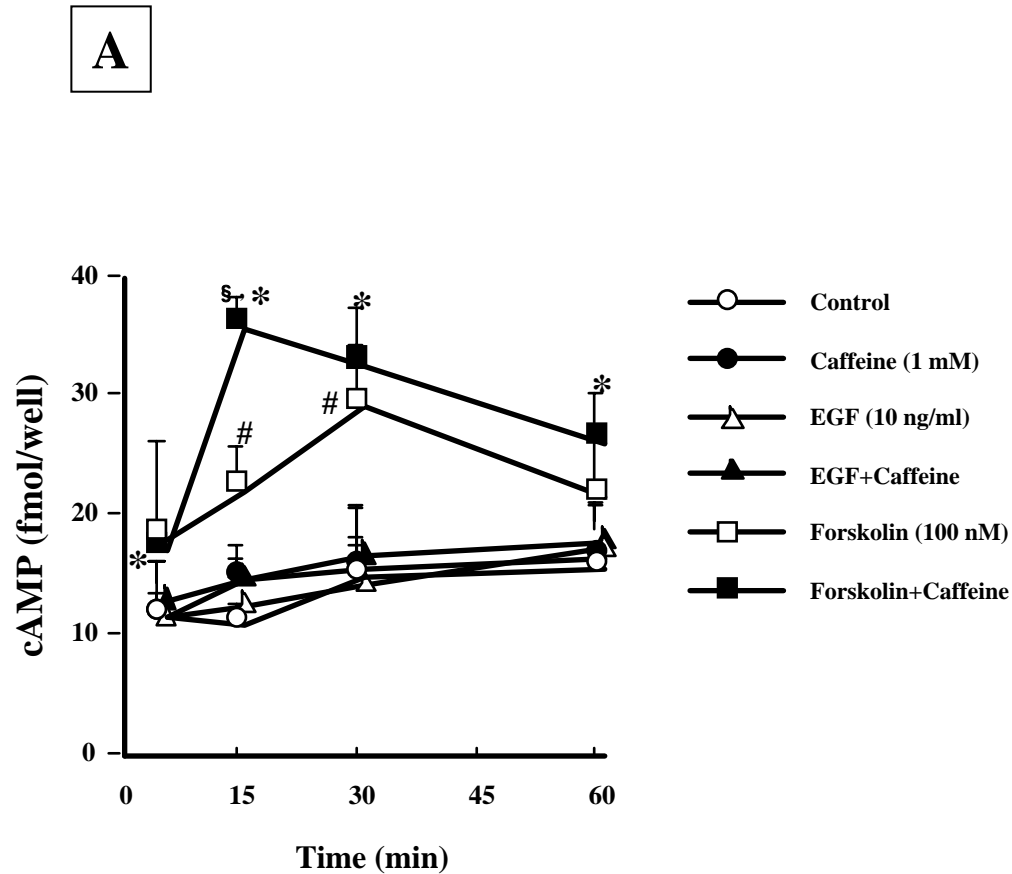 A
cAMP (fmol/well)
40
30
20
10
0
§, *
*
#
#
*
*
0 15 30 45 60
Time (min)
Control
Caffeine (1 mM)
EGF (10 ng/ml)
EGF+Caffeine
Forskolin (100 nM)
Forskolin+Caffeine